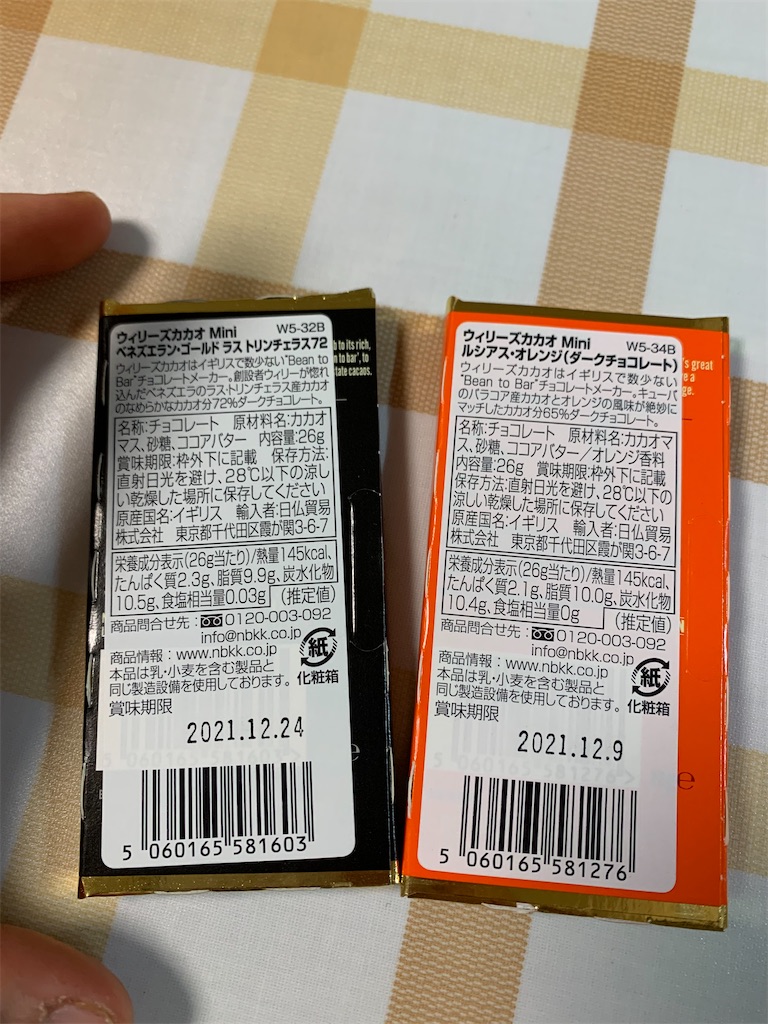 ウィリーズカカオ Mini W5-32B
ベネズエラン・ゴールド ラス トリンチェラス72
ウィリーズカカオはイギリスで数少ない"Bean to
Bar"チョコレートメーカー。創設者ウィリーが惚れ
込んだベネズエラのラス・トリンチェラス産カカオ
のなめらかなカカオ分72%ダークチョコレート。
名称:チョコレート 原材料名:カカオ
マス、砂糖、ココアバター 内容量:26g
賞味期限:枠外下に記載 保存方法:
直射日光を避け、28℃以下の涼し
い乾燥した場所に保存してください
原産国名:イギリス 輸入者:日仏貿易
株式会社 東京都千代田区霞が関3-6-7
栄養成分表示(26g当たり)/熱量145kcal、
たんぱく質2.3g、脂質9.9g、炭水化物
10.5g、食塩相当量0.03g (推定値)
商品問合せ先: 0120-003-092
info@nbkk.co.jp
商品情報:www.nbkk.co.jp
本品は乳・小麦を含む製品と
同じ製造設備を使用しております。
紙
化粧箱
賞味期限
2021.12.24
5 060165 581603
h to its rich,
n to bar', to
tate cacaos.
e
ウィリーズカカオ Mini W5-34B
ルシアス・オレンジ(ダークチョコレート)
ウィリーズカカオはイギリスで数少ない
"Bean to Bar"チョコレートメーカー。キューバ
のバラコア産カカオとオレンジの風味が絶妙に
マッチしたカカオ分65%ダークチョコレート。
名称:チョコレート 原材料名:カカオマ
ス、砂糖、ココアバター/オレンジ香料
内容量:26g 賞味期限:枠外下に記載
保存方法:直射日光を避け、28℃以下の
涼しい乾燥した場所に保存してください
原産国名:イギリス 輸入者:日仏貿易
株式会社 東京都千代田区霞が関3-6-7
栄養成分表示(26g当たり)/熱量145kcal、
たんぱく質2.1g、脂質10.0g、炭水化物
10.4g、食塩相当量0g (推定値)
商品問合せ先: 0120-003-092
info@nbkk.co.jp
商品情報:www.nbkk.co.jp
本品は乳・小麦を含む製品と
同じ製造設備を使用しております。
紙
化粧箱
賞味期限
2021.12.9
5 060165 581276
's great
e a
ge.
N
e